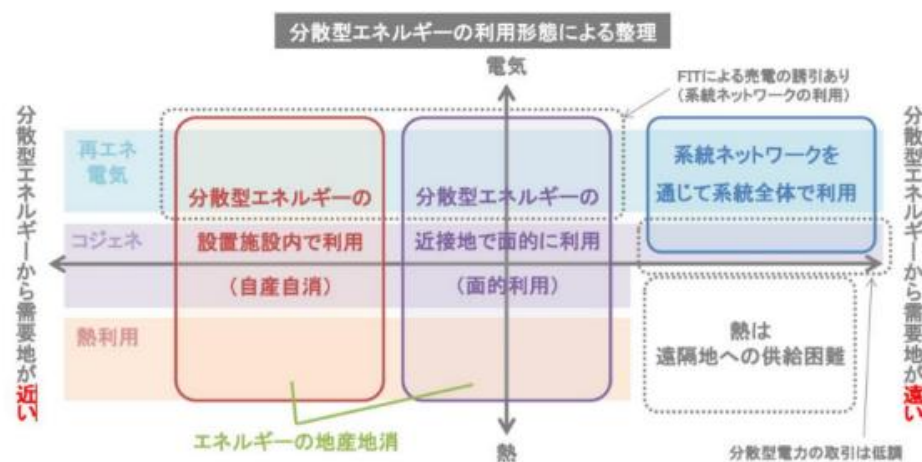 分散型エネルギーの利用形態による整理
電気
FITによる売電の誘引あり
(系統ネットワークの利用)
分散型エネルギーから需要地が近い
分散型エネルギーから需要地が遠い
再エネ
電気
コジェネ
熱利用
分散型エネルギーの
設置施設内で利用
(自産自消)
分散型エネルギーの
近接地で面的に利用
(面的利用)
系統ネットワークを
通じて系統全体で利用
熱は
遠隔地への供給困難
エネルギーの地産地消
熱
分散型電力の取引は低調